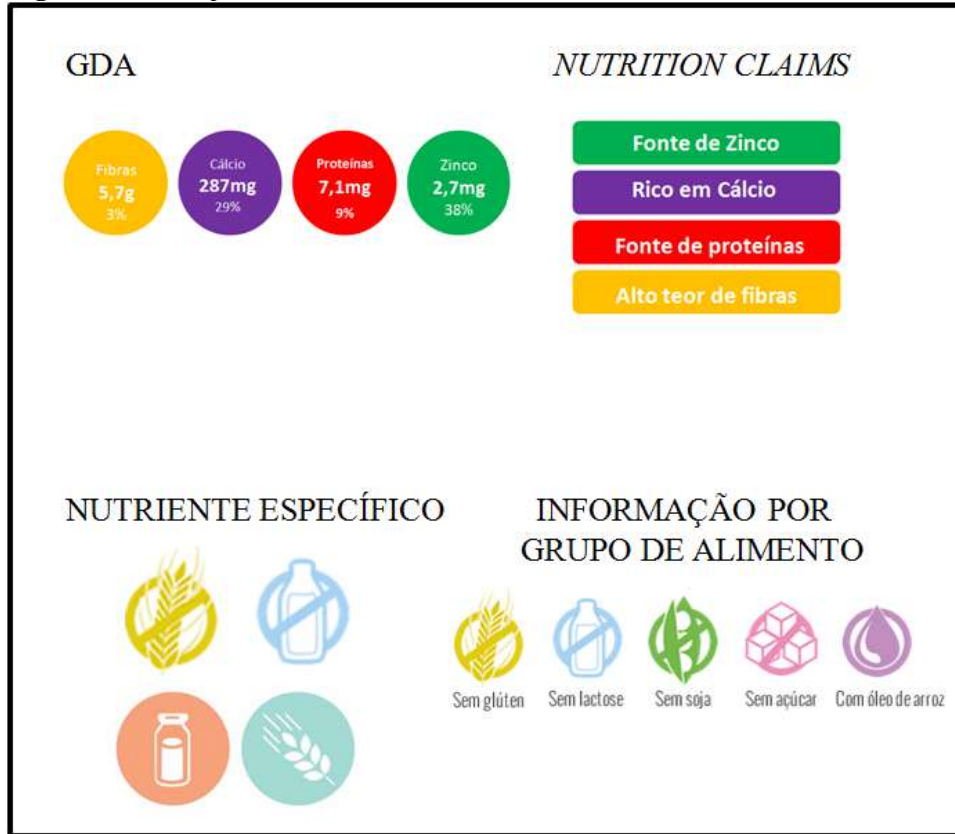 GDA
Fibras
5,7g
3%
Cálcio
287mg
29%
Proteínas
7,1mg
9%
Zinco
2,7mg
38%
NUTRITION CLAIMS
Fonte de Zinco
Rico em Cálcio
Fonte de proteínas
Alto teor de fibras
NUTRIENTE ESPECÍFICO
INFORMAÇÃO POR
GRUPO DE ALIMENTO
Sem glúten
Sem lactose
Sem soja
Sem açúcar
Com óleo de arroz